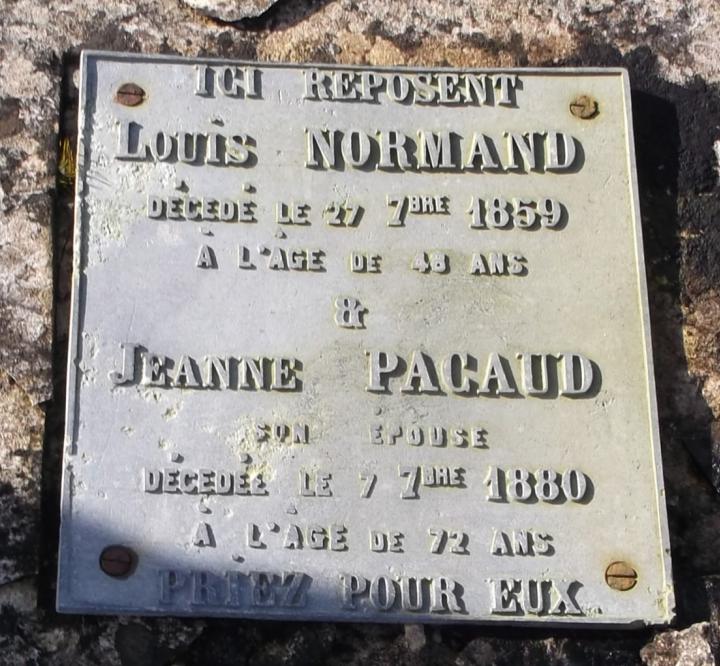 ICI REPOSENT
LOUIS NORMAND
DÉCÉDÉ LE 27 7BRE 1859
À L'ÂGE DE 48 ANS
&
JEANNE PACAUD
SON ÉPOUSE
DÉCÉDÉE LE 7 7BRE 1880
À L'ÂGE DE 72 ANS
PRIEZ POUR EUX